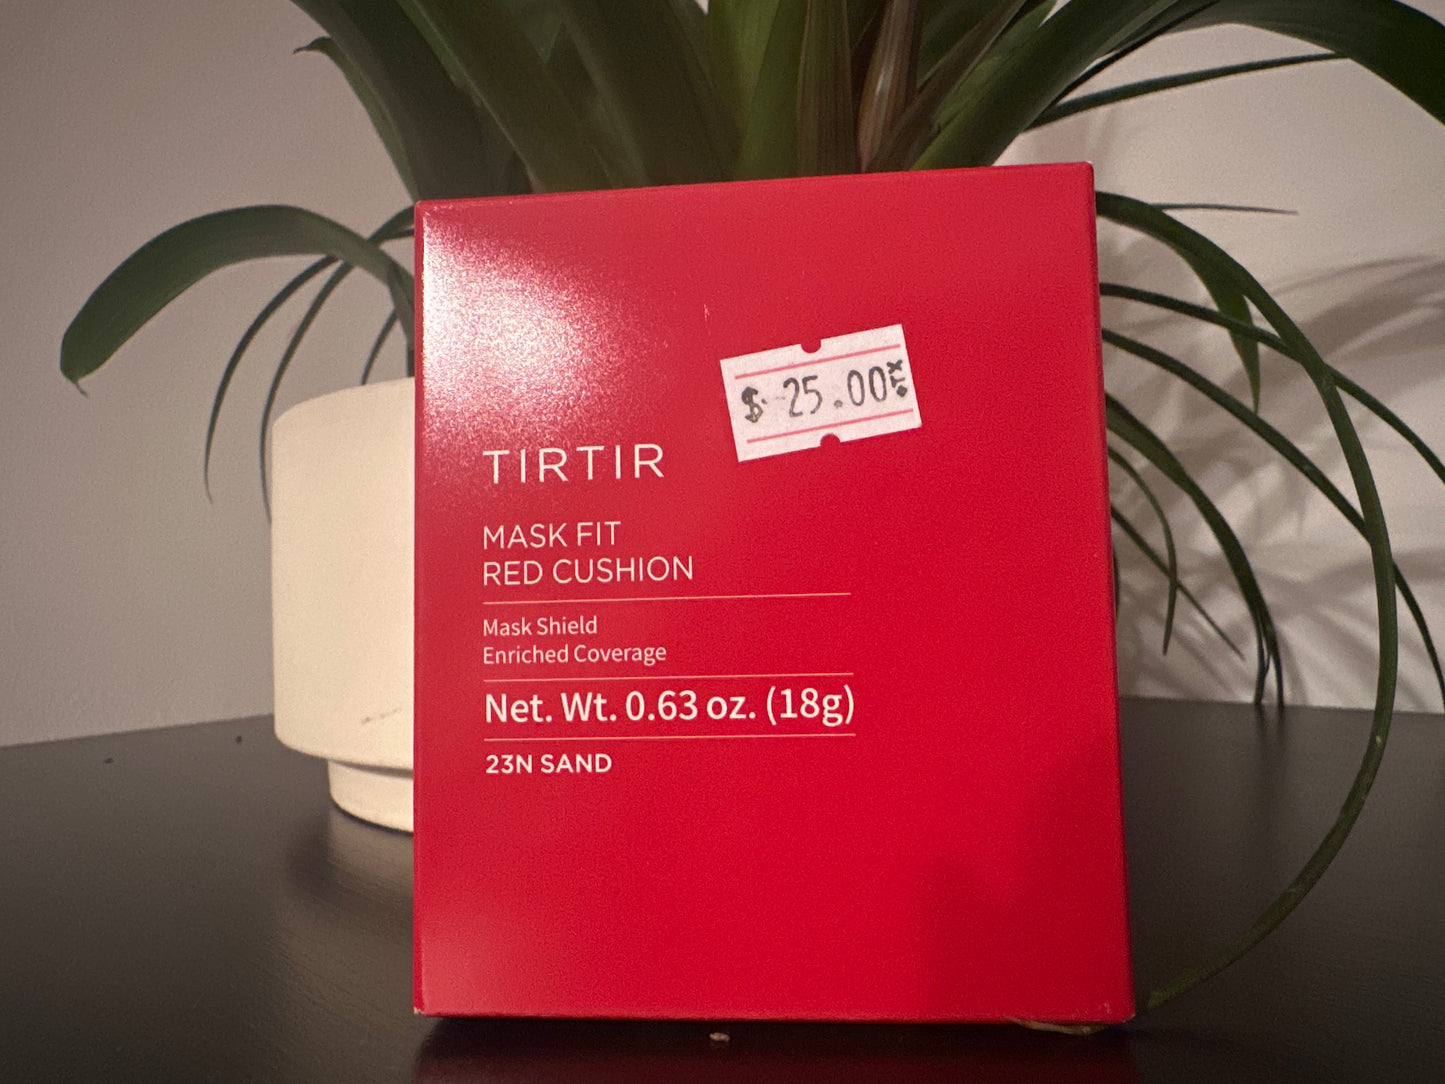 $ 25.00 +TX
TIRTIR
MASK FIT
RED CUSHION
Mask Shield
Enriched Coverage
Net. Wt. 0.63 oz. (18g)
23N SAND